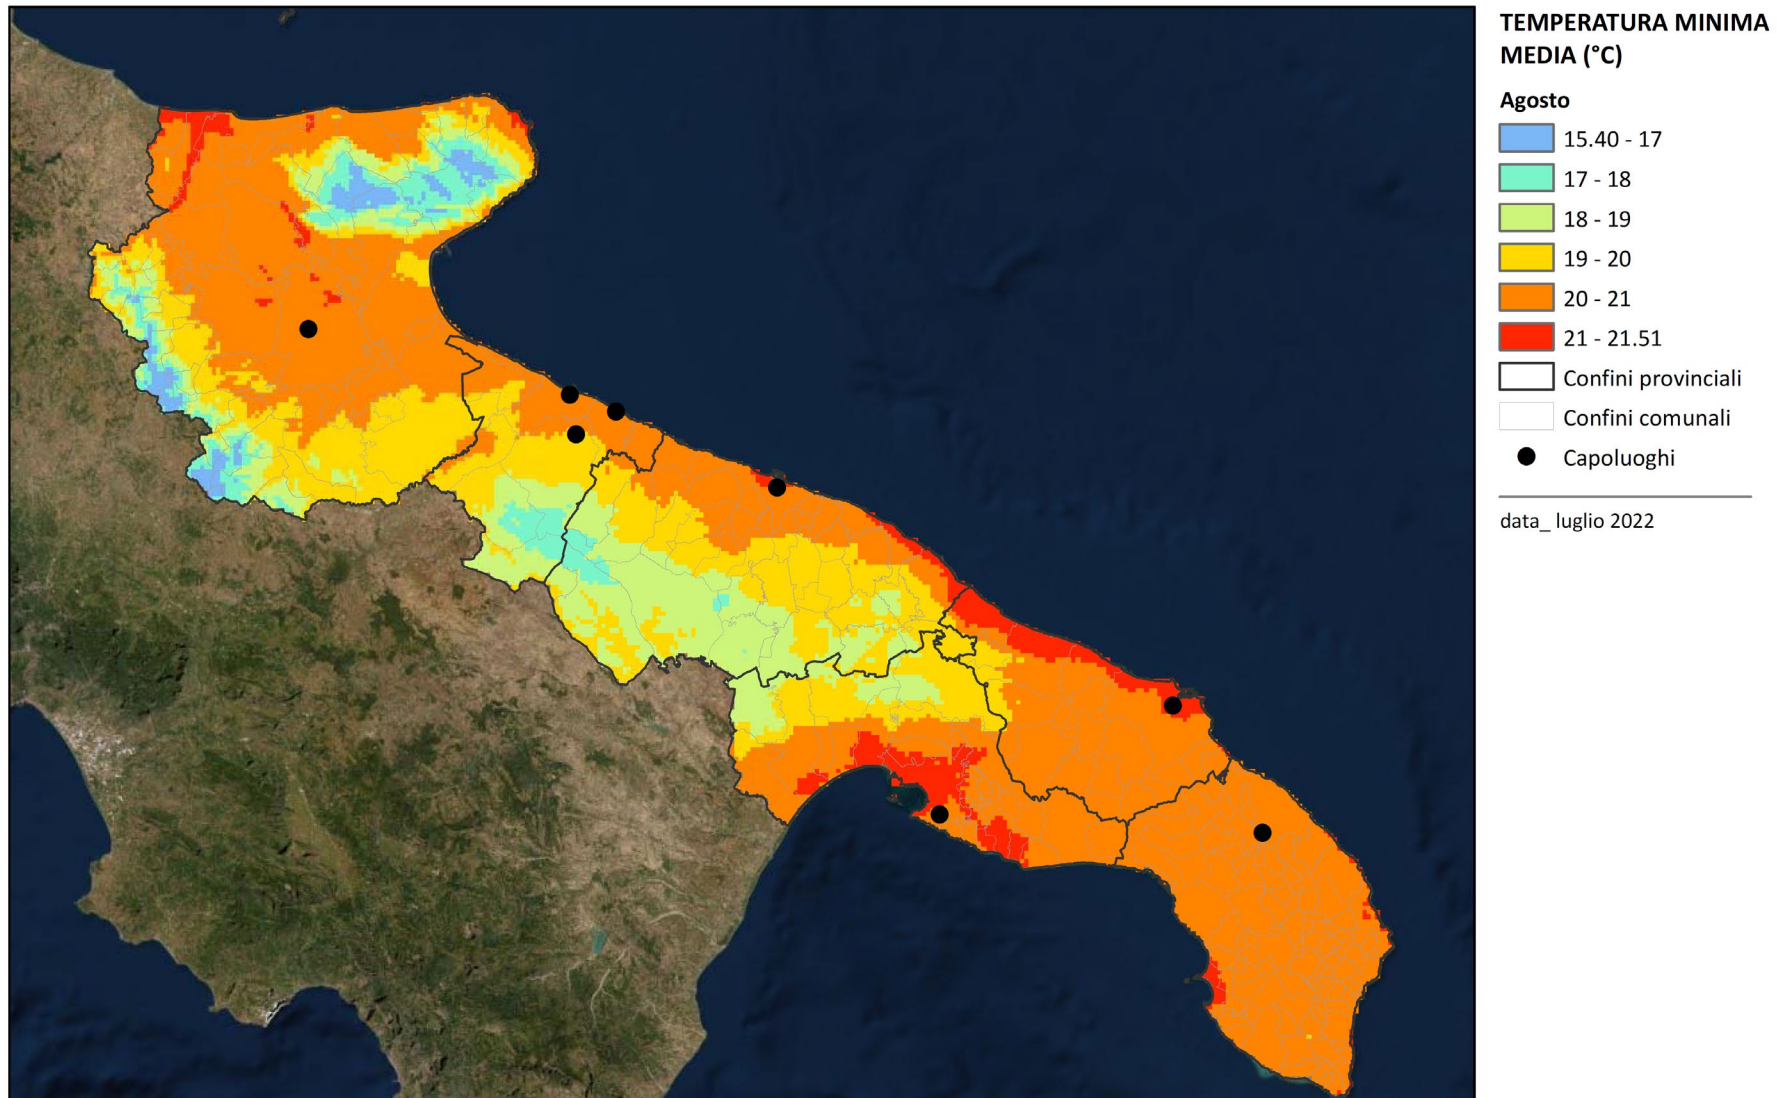 TEMPERATURA MINIMA
MEDIA (°C)
Agosto
15.40 - 17
17 - 18
18 - 19
19 - 20
20 - 21
21 - 21.51
Confini provinciali
Confini comunali
Capoluoghi
data_ luglio 2022